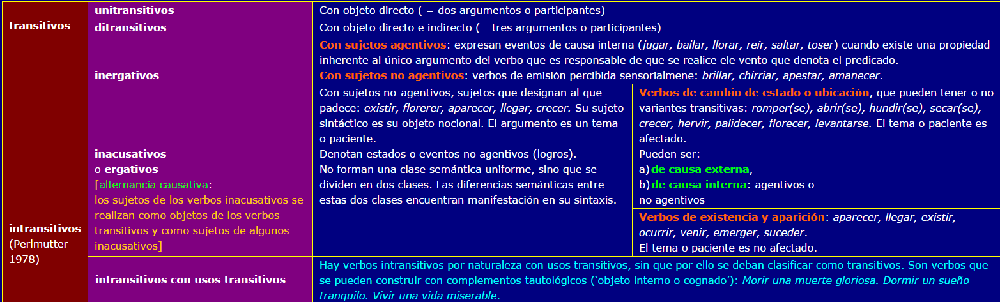 transitivos
unitransitivos
Con objeto directo ( = dos argumentos o participantes)
ditransitivos
Con objeto directo e indirecto (= tres argumentos o participantes)
intransitivos
(Perlmutter
1978)
inergativos
Con sujetos agentivos: expresan eventos de causa interna (jugar, bailar, llorar, reír, saltar, toser) cuando existe una propiedad
inherente al único argumento del verbo que es responsable de que se realice ele vento que denota el predicado.
Con sujetos no agentivos: verbos de emisión percibida sensorialmene: brillar, chirriar, apestar, amanecer.
inacusativos
o ergativos
[alternancia causativa:
los sujetos de los verbos inacusativos se
realizan como objetos de los verbos
transitivos y como sujetos de algunos
inacusativos]
Con sujetos no-agentivos, sujetos que designan al que
padece: existir, florerer, aparecer, llegar, crecer. Su sujeto
sintáctico es su objeto nocional. El argumento es un tema
o paciente.
Denotan estados o eventos no agentivos (logros).
No forman una clase semántica uniforme, sino que se
dividen en dos clases. Las diferencias semánticas entre
estas dos clases encuentran manifestación en su sintaxis.
Verbos de cambio de estado o ubicación, que pueden tener o no
variantes transitivas: romper(se), abrir(se), hundir(se), secar(se),
crecer, hervir, palidecer, florecer, levantarse. El tema o paciente es
afectado.
Pueden ser:
a) de causa externa,
b) de causa interna: agentivos o
no agentivos
Verbos de existencia y aparición: aparecer, llegar, existir,
ocurrir, venir, emerger, suceder.
El tema o paciente es no afectado.
intransitivos con usos transitivos
Hay verbos intransitivos por naturaleza con usos transitivos, sin que por ello se deban clasificar como transitivos. Son verbos que
se pueden construir con complementos tautológicos (‘objeto interno o cognado’): Morir una muerte gloriosa. Dormir un sueño
tranquilo. Vivir una vida miserable.